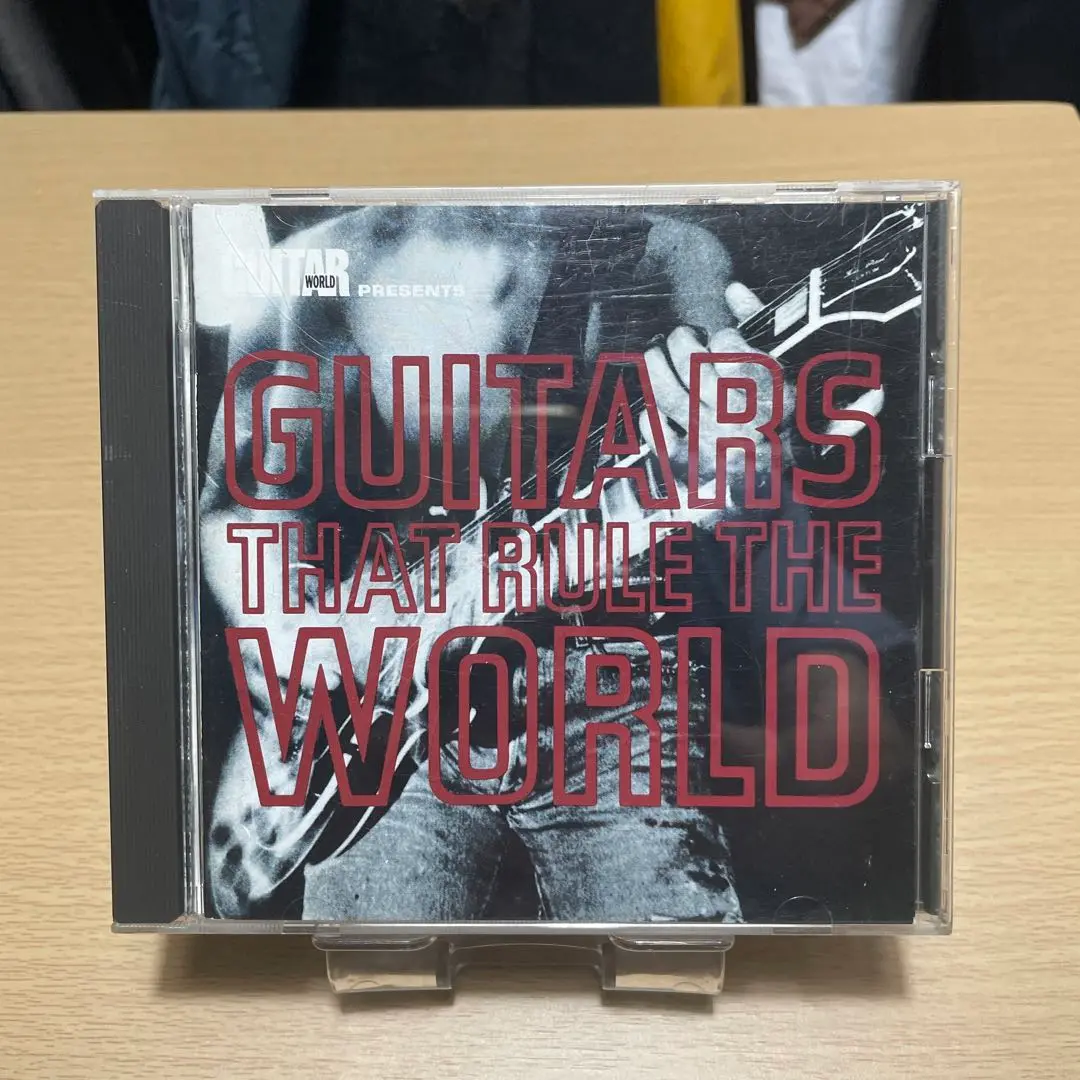 GUITAR WORLD PRESENTS
GUITARS
THAT RULE THE
WORLD